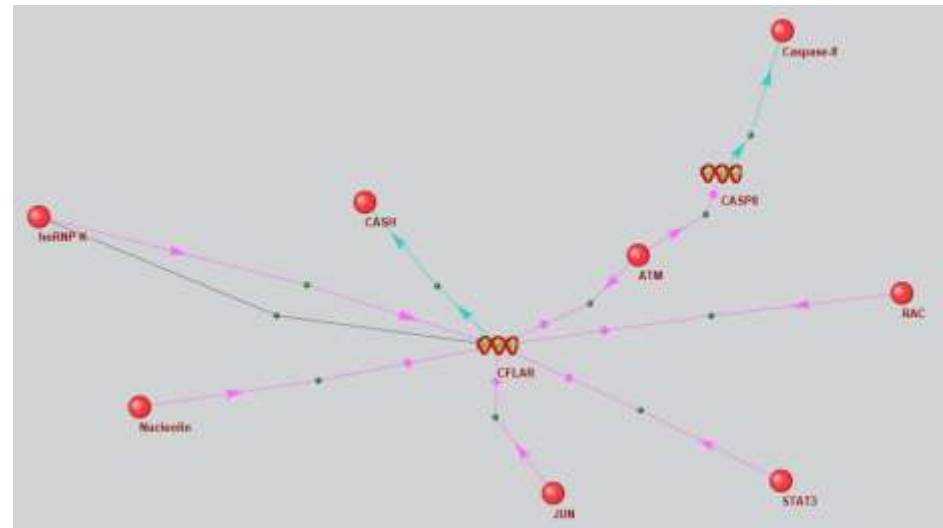 Caspase-8
CASP8
CASH
hnRNP K
ATM
RAC
CFLAR
Nucleolin
STAT3
JUN